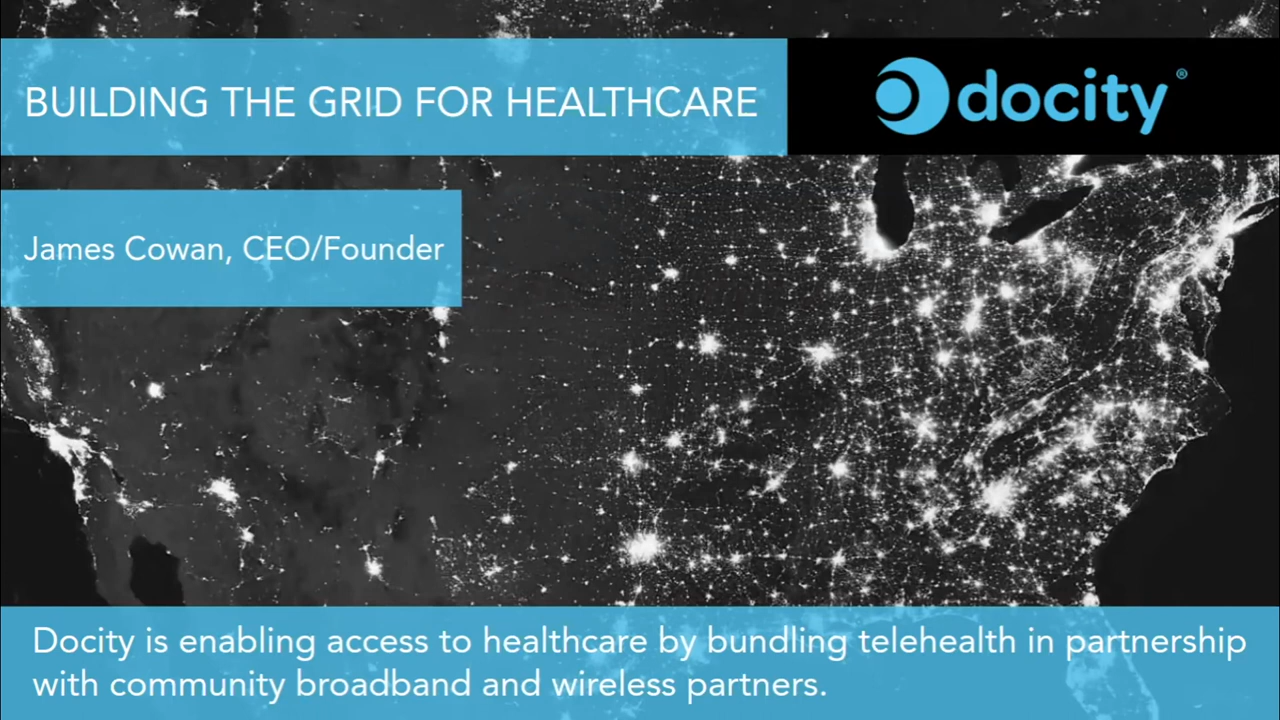 BUILDING THE GRID FOR HEALTHCARE
docity®
James Cowan, CEO/Founder
Docity is enabling access to healthcare by bundling telehealth in partnership
with community broadband and wireless partners.